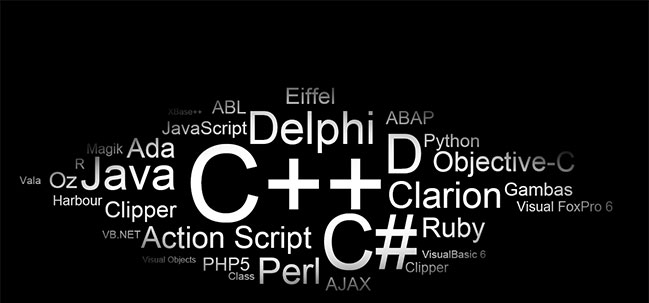 Eiffel
XBase++
ABL
ABAP
JavaScript
Delphi
Python
Magik
Ada
D
Objective-C
R
Java
C++
Vala
Oz
Clarion
Gambas
Harbour
Clipper
Visual FoxPro 6
VB.NET
Action Script
C#
Ruby
Visual Objects
PHP5
VisualBasic 6
Class
Perl
Clipper
AJAX